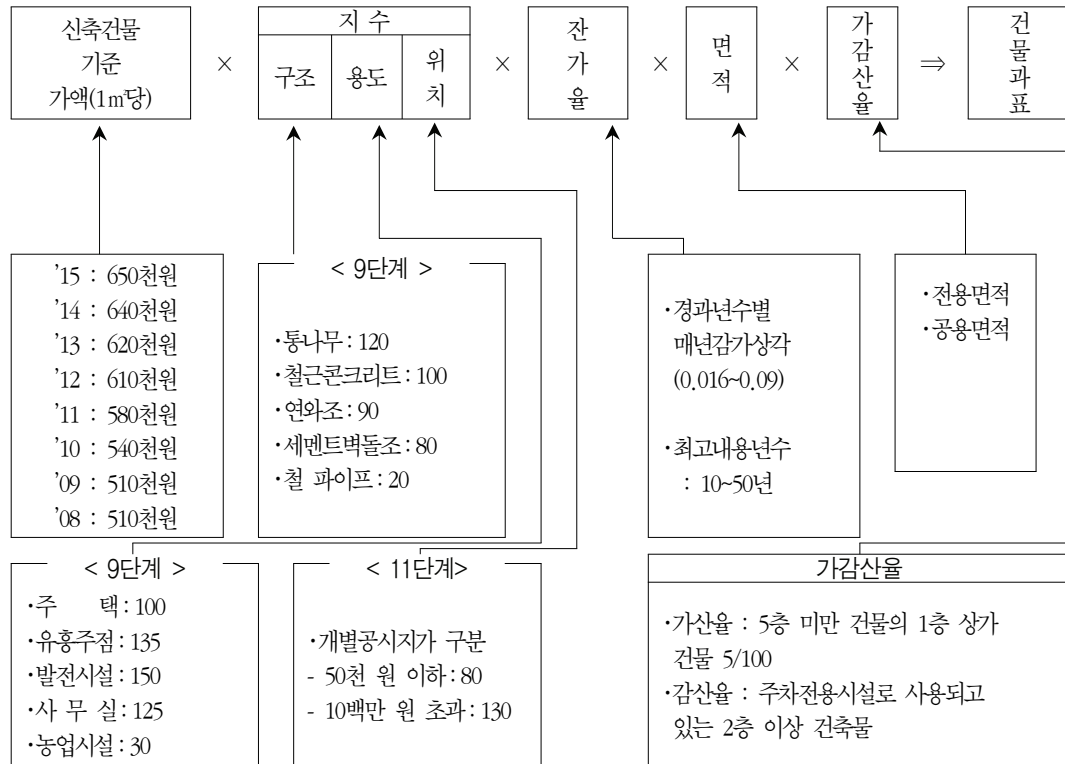 신축건물
기준
가액(1㎡당)
×
지 수
구조
용도
위
치
×
잔
가
율
×
면
적
×
가
감
산
율
⇒
건
물
과
표
’15 : 650천원
’14 : 640천원
’13 : 620천원
’12 : 610천원
’11 : 580천원
’10 : 540천원
’09 : 510천원
’08 : 510천원
< 9단계 >
·통나무:120
·철근콘크리트:100
·연와조:90
·세멘트벽돌조:80
·철 파이프:20
·경과년수별
매년감가상각
(0.016~0.09)
·최고내용년수
: 10~50년
·전용면적
·공용면적
< 9단계 >
·주 택:100
·유흥주점:135
·발전시설:150
·사 무 실:125
·농업시설:30
< 11단계>
·개별공시지가 구분
- 50천 원 이하:80
- 10백만 원 초과:130
가감산율
·가산율 : 5층 미만 건물의 1층 상가
건물 5/100
·감산율 : 주차전용시설로 사용되고
있는 2층 이상 건축물